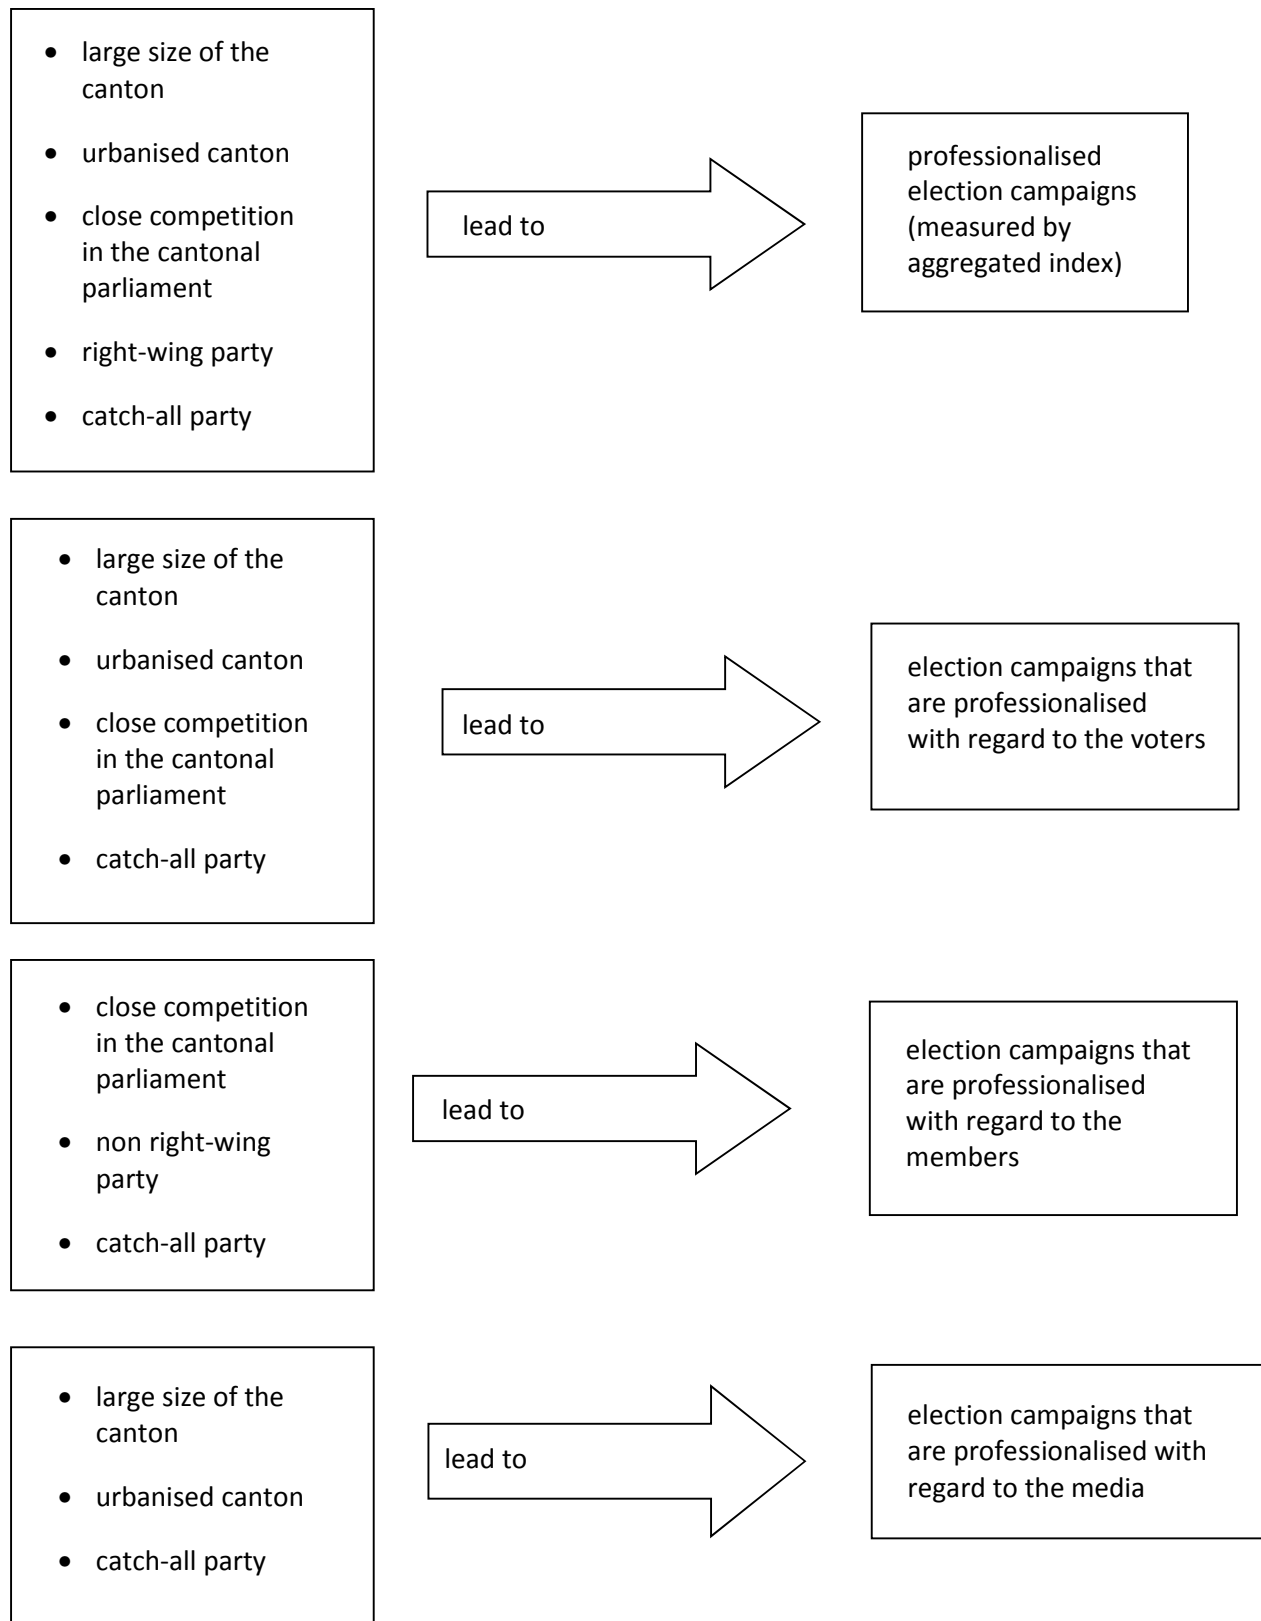 • large size of the
canton
• urbanised canton
• close competition
in the cantonal
parliament
• right-wing party
• catch-all party
lead to
professionalised
election campaigns
(measured by
aggregated index)
• large size of the
canton
• urbanised canton
• close competition
in the cantonal
parliament
• catch-all party
lead to
election campaigns that
are professionalised
with regard to the voters
• close competition
in the cantonal
parliament
• non right-wing
party
• catch-all party
lead to
election campaigns that
are professionalised
with regard to the
members
• large size of the
canton
• urbanised canton
• catch-all party
lead to
election campaigns that
are professionalised with
regard to the media